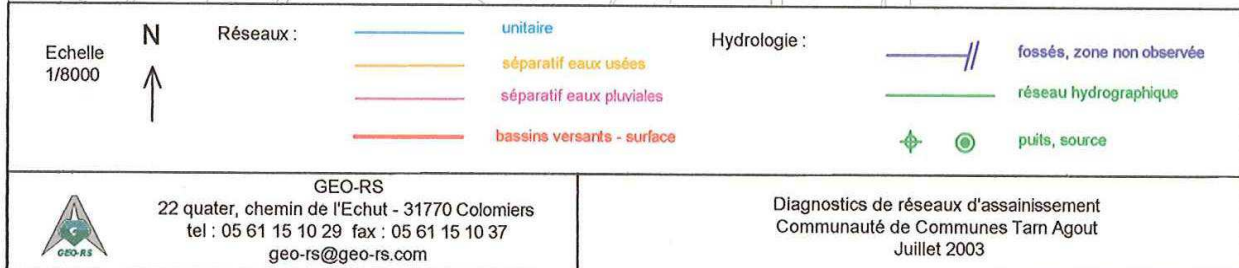 Echelle
1/8000
N
Réseaux :
unitaire
séparatif eaux usées
séparatif eaux pluviales
bassins versants - surface
Hydrologie :
fossés, zone non observée
réseau hydrographique
puits, source
GEO-RS
GEO-RS
22 quater, chemin de l'Echut - 31770 Colomiers
tel : 05 61 15 10 29 fax : 05 61 15 10 37
geo-rs@geo-rs.com
Diagnostics de réseaux d'assainissement
Communauté de Communes Tarn Agout
Juillet 2003